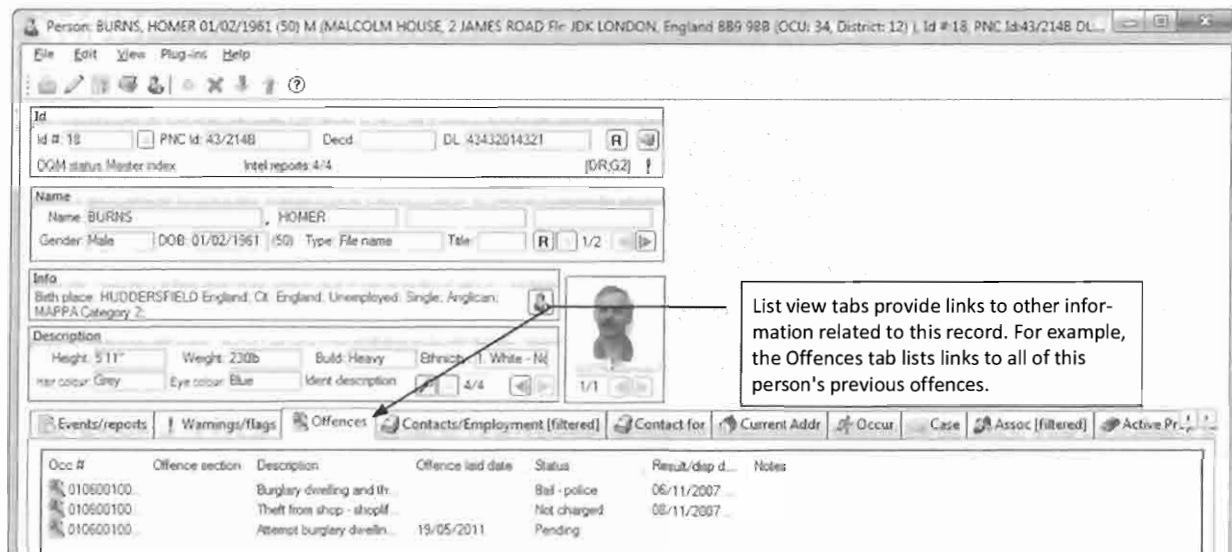 Person: BURNS, HOMER 01/02/1961 (50) M (MALCOLM HOUSE, 2 JAMES ROAD JDK LONDON, England BB9 9BB (OCU: 34, District: 12) ), Id #:18, PNC Id:43/2148 DL...
File Edit View Plug-ins Help
Id
Id #: 18 PNC Id: 43/2148 Decd DL: 43432014321 R
DQM status: Master index Intel reports: 4/4 [DR,G2] !
Name
Name: BURNS , HOMER
Gender: Male DOB: 01/02/1961 (50) Type: File name Title: R 1/2
Info
Birth place: HUDDERSFIELD England; Cit: England; Unemployed; Single; Anglican;
MAPPA Category 2;
Description
Height: 5'11" Weight: 230lb Build: Heavy Ethnicity: 1. White -
Hair colour: Grey Eye colour: Blue Ident description 4/4 1/1
List view tabs provide links to other infor-
mation related to this record. For example,
the Offences tab lists links to all of this
person's previous offences.
Events/reports ! Warnings/flags Offences Contacts/Employment [filtered] Contact for Current Addr Occur Case Assoc [filtered] Active Pr...
Occ # Offence section Description Offence laid date Status Result/disp d... Notes
010600100... Burglary dwelling and th... Bail - police 06/11/2007 ...
010600100... Theft from shop - shoplif... Not charged 08/11/2007 ...
010600100... Attempt burglary dwellin... 19/05/2011 Pending